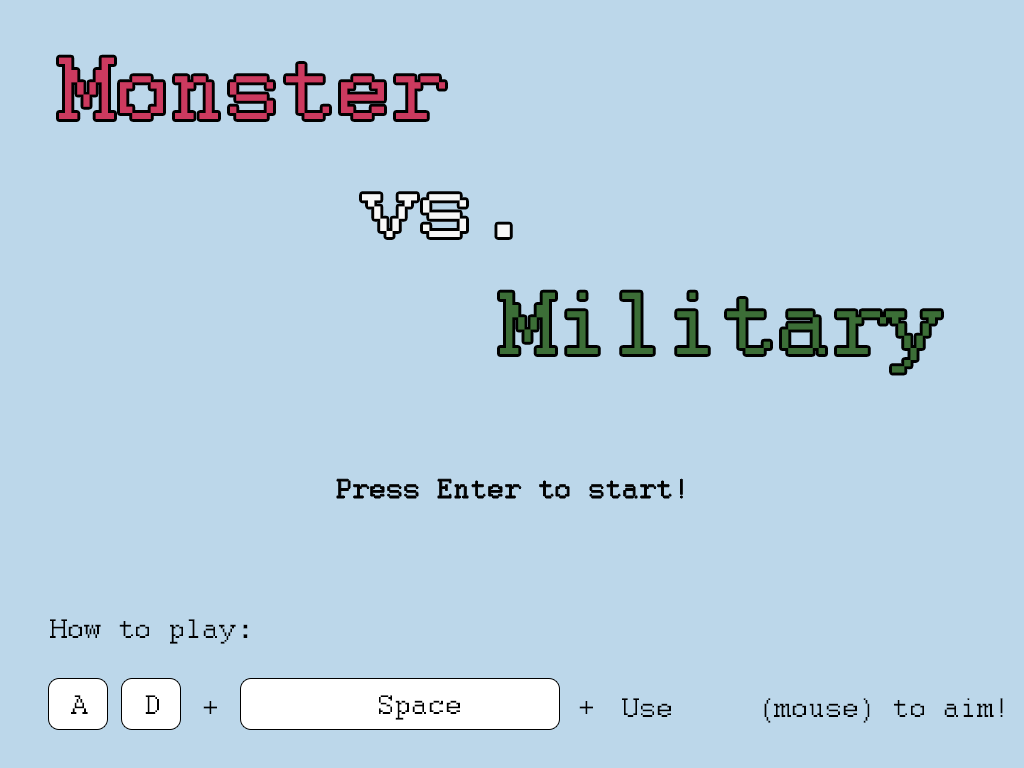 Monster
vs.
Military
Press Enter to start!
How to play:
A D + Space + Use (mouse) to aim!